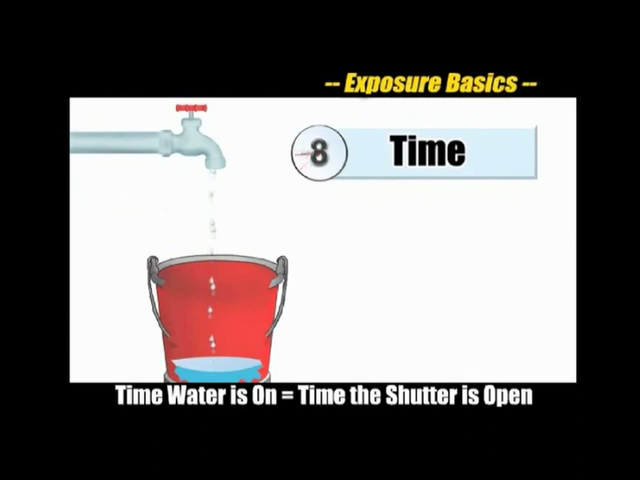 -- Exposure Basics --
8 Time
Time Water is On = Time the Shutter is Open